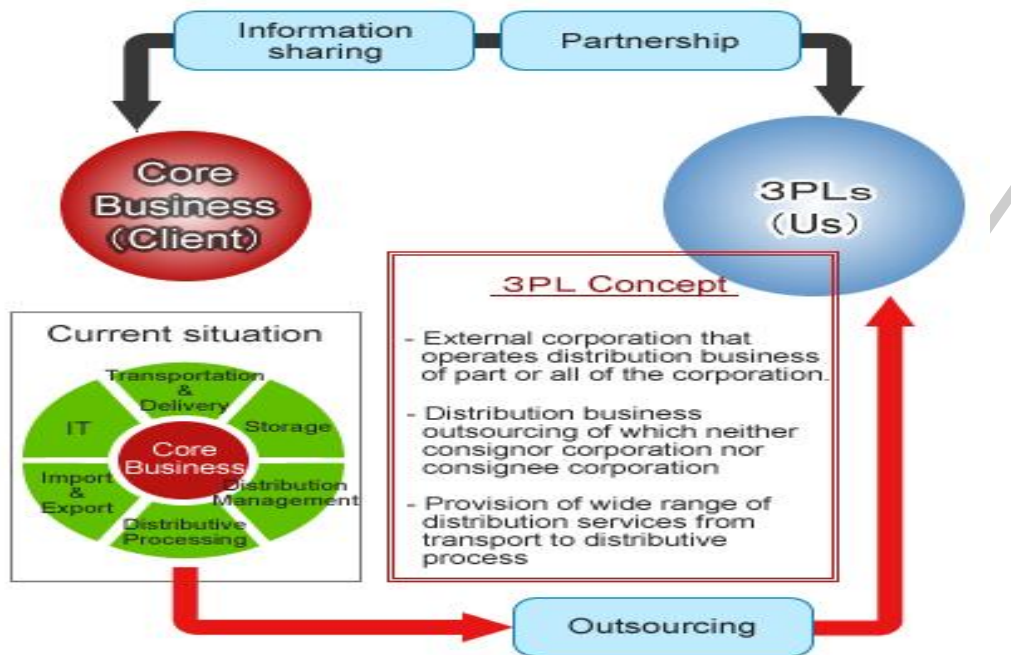 Information
sharing
Partnership
Core
Business
(Client)
3PLs
(Us)
Current situation
Transportation
&
Delivery
IT
Storage
Core
Business
Import
&
Export
Distribution
Management
Distributive
Processing
3PL Concept
- External corporation that
operates distribution business
of part or all of the corporation.
- Distribution business
outsourcing of which neither
consignor corporation nor
consignee corporation
- Provision of wide range of
distribution services from
transport to distributive
process
Outsourcing